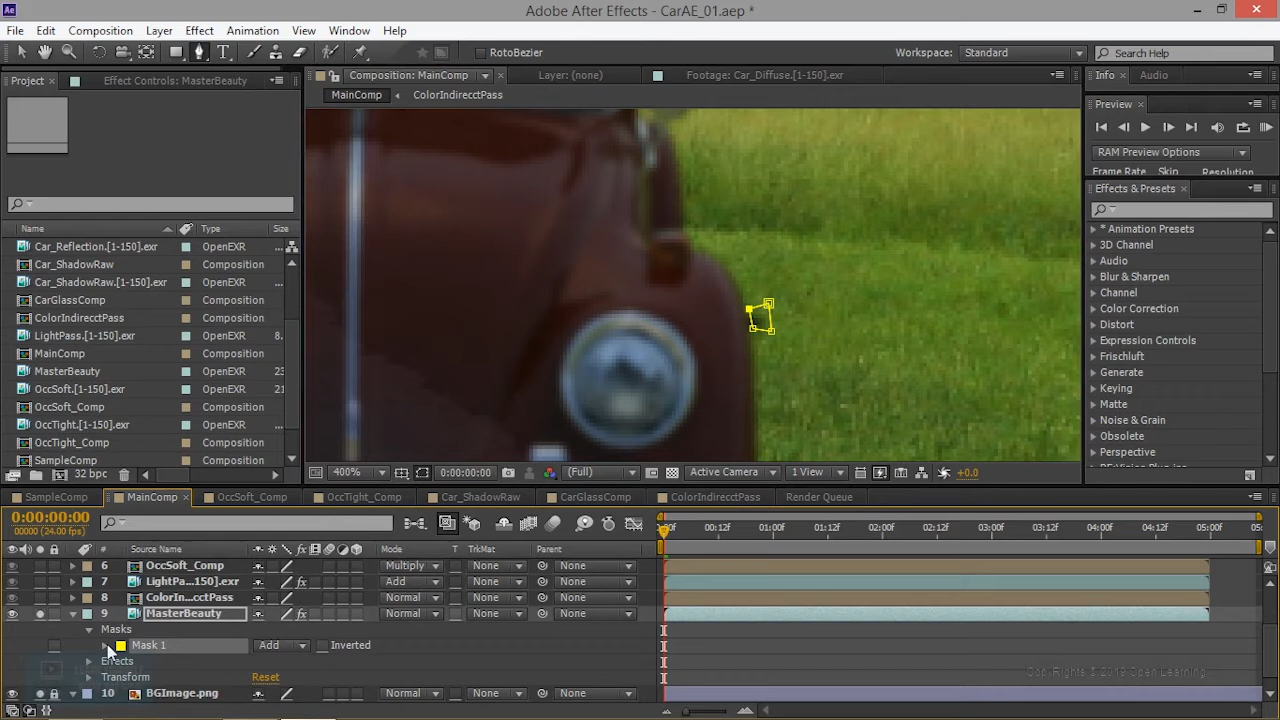 Ae Adobe After Effects - CarAE_01.aep *
File Edit Composition Layer Effect Animation View Window Help
RotoBezier
Workspace: Standard
Search Help
Project
Effect Controls: MasterBeauty
Composition: MainComp
Layer: (none)
Footage: Car_Diffuse.[1-150].exr
Info
Audio
MainComp
ColorIndirecctPass
Preview
RAM Preview Options
Frame Rate Skip Resolution
Effects & Presets
* Animation Presets
3D Channel
Audio
Blur & Sharpen
Channel
Color Correction
Distort
Expression Controls
Frischluft
Generate
Keying
Matte
Noise & Grain
Obsolete
Perspective
Name Type Size
Car_Reflection.[1-150].exr OpenEXR ...
Car_ShadowRaw Composition
Car_ShadowRaw.[1-150].exr OpenEXR ...
CarGlassComp Composition
ColorIndirecctPass Composition
LightPass.[1-150].exr OpenEXR 8.
MainComp Composition
MasterBeauty OpenEXR 23
OccSoft.[1-150].exr OpenEXR 21
OccSoft_Comp Composition
OccTight.[1-150].exr OpenEXR ...
OccTight_Comp Composition
SampleComp Composition
32 bpc
400% 0:00:00:00 (Full) Active Camera 1 View +0.0
SampleComp MainComp OccSoft_Comp OccTight_Comp Car_ShadowRaw CarGlassComp ColorIndirecctPass Render Queue
0:00:00:00
00000 (24.00 fps)
00:12f 01:00f 01:12f 02:00f 02:12f 03:00f 03:12f 04:00f 04:12f 05:00f
# Source Name Mode T TrkMat Parent
6 OccSoft_Comp Multiply None None
7 LightPa...150].exr Add None None
8 ColorIn...cctPass Normal None None
9 MasterBeauty Normal None None
Masks
Mask 1 Add Inverted
Effects
Transform Reset
10 BGImage.png Normal None None
Copy Rights © 2019 Open Learning